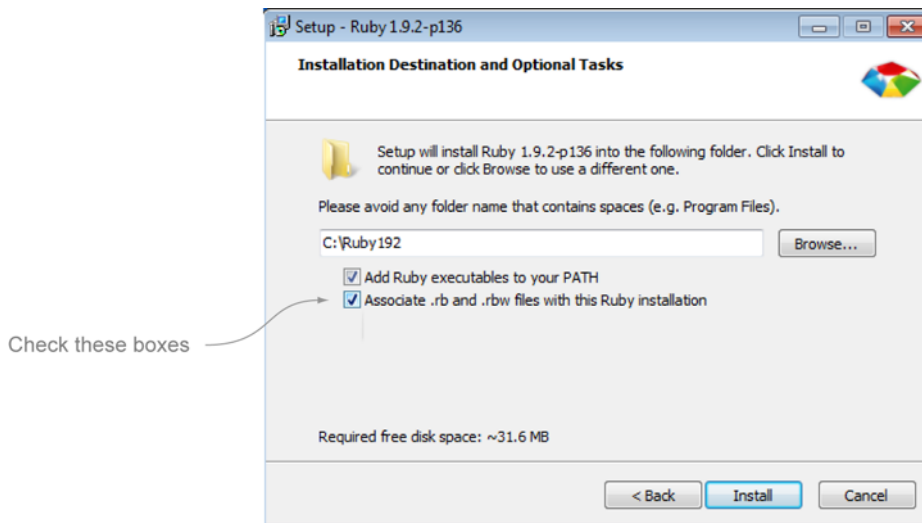 Setup - Ruby 1.9.2-p136
Installation Destination and Optional Tasks
Setup will install Ruby 1.9.2-p136 into the following folder. Click Install to
continue or click Browse to use a different one.
Please avoid any folder name that contains spaces (e.g. Program Files).
C:\Ruby192
Browse...
Add Ruby executables to your PATH
Associate .rb and .rbw files with this Ruby installation
Check these boxes
Required free disk space: ~31.6 MB
< Back
Install
Cancel